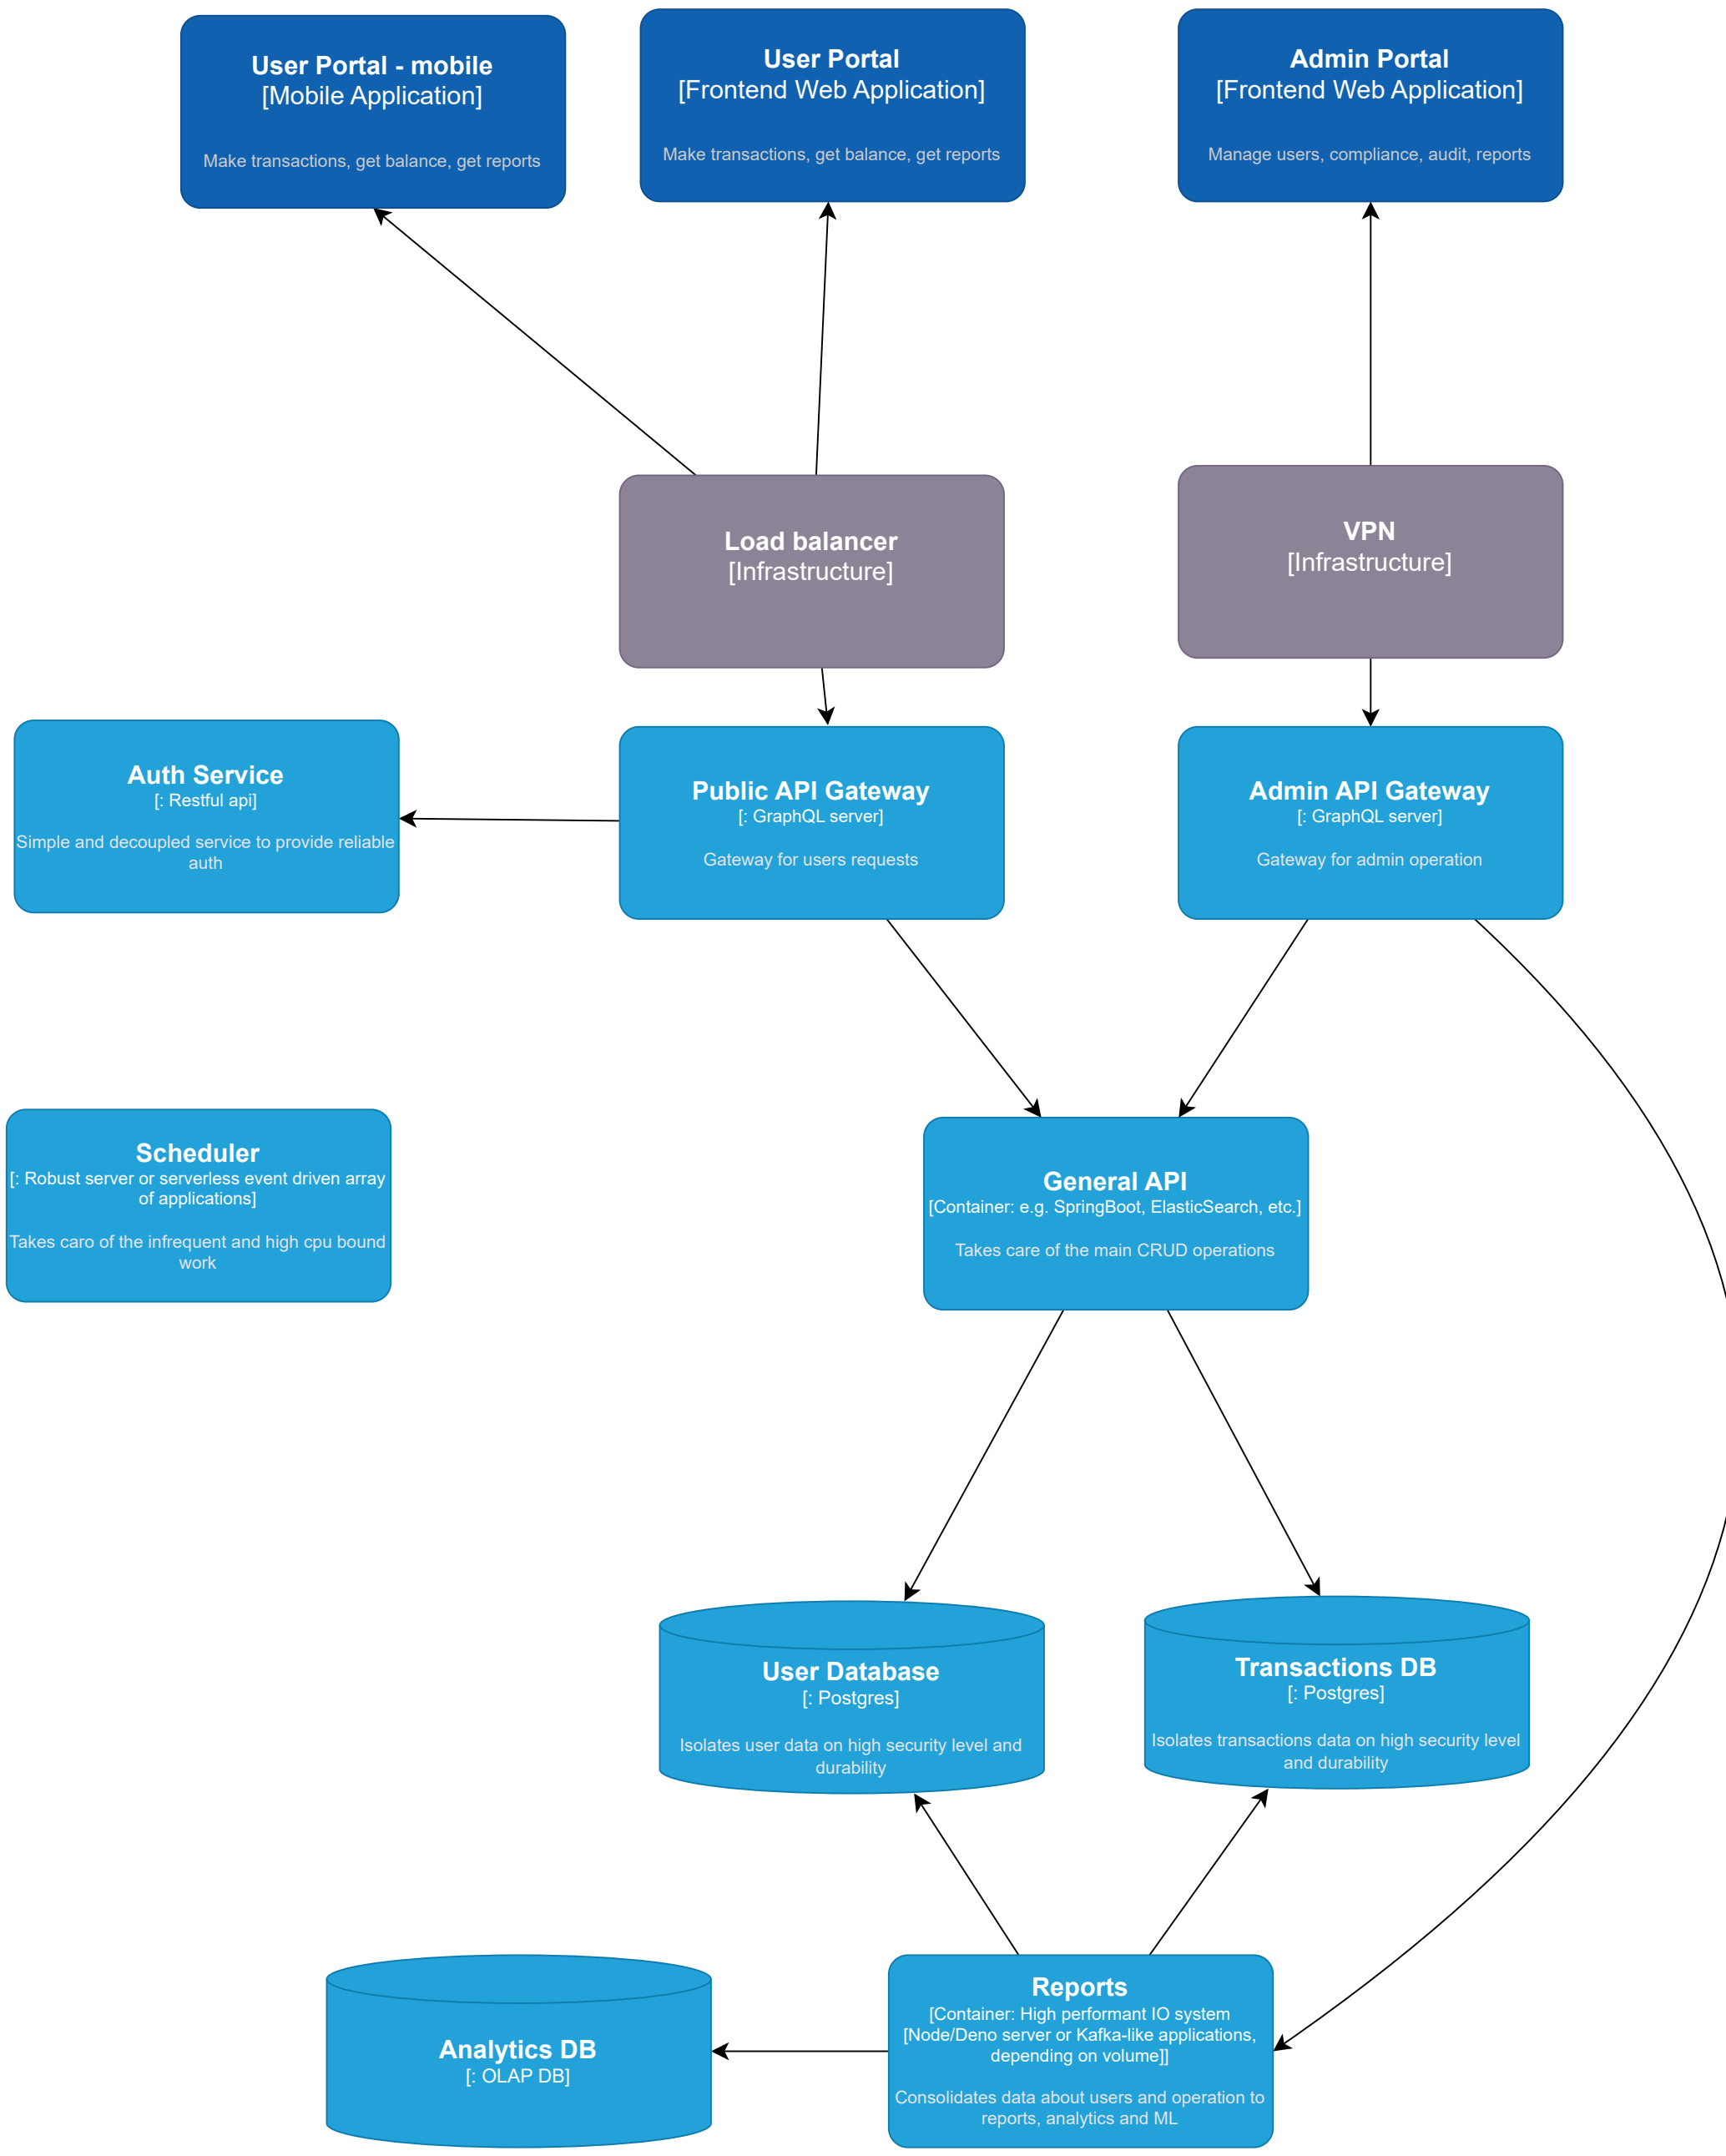 User Portal - mobile
[Mobile Application]
Make transactions, get balance, get reports
User Portal
[Frontend Web Application]
Make transactions, get balance, get reports
Admin Portal
[Frontend Web Application]
Manage users, compliance, audit, reports
Load balancer
[Infrastructure]
VPN
[Infrastructure]
Auth Service
[: Restful api]
Simple and decoupled service to provide reliable
auth
Public API Gateway
[: GraphQL server]
Gateway for users requests
Admin API Gateway
[: GraphQL server]
Gateway for admin operation
Scheduler
[: Robust server or serverless event driven array
of applications]
Takes caro of the infrequent and high cpu bound
work
General API
[Container: e.g. SpringBoot, ElasticSearch, etc.]
Takes care of the main CRUD operations
User Database
[: Postgres]
Isolates user data on high security level and
durability
Transactions DB
[: Postgres]
Isolates transactions data on high security level
and durability
Analytics DB
[: OLAP DB]
Reports
[Container: High performant IO system
[Node/Deno server or Kafka-like applications,
depending on volume]]
Consolidates data about users and operation to
reports, analytics and ML